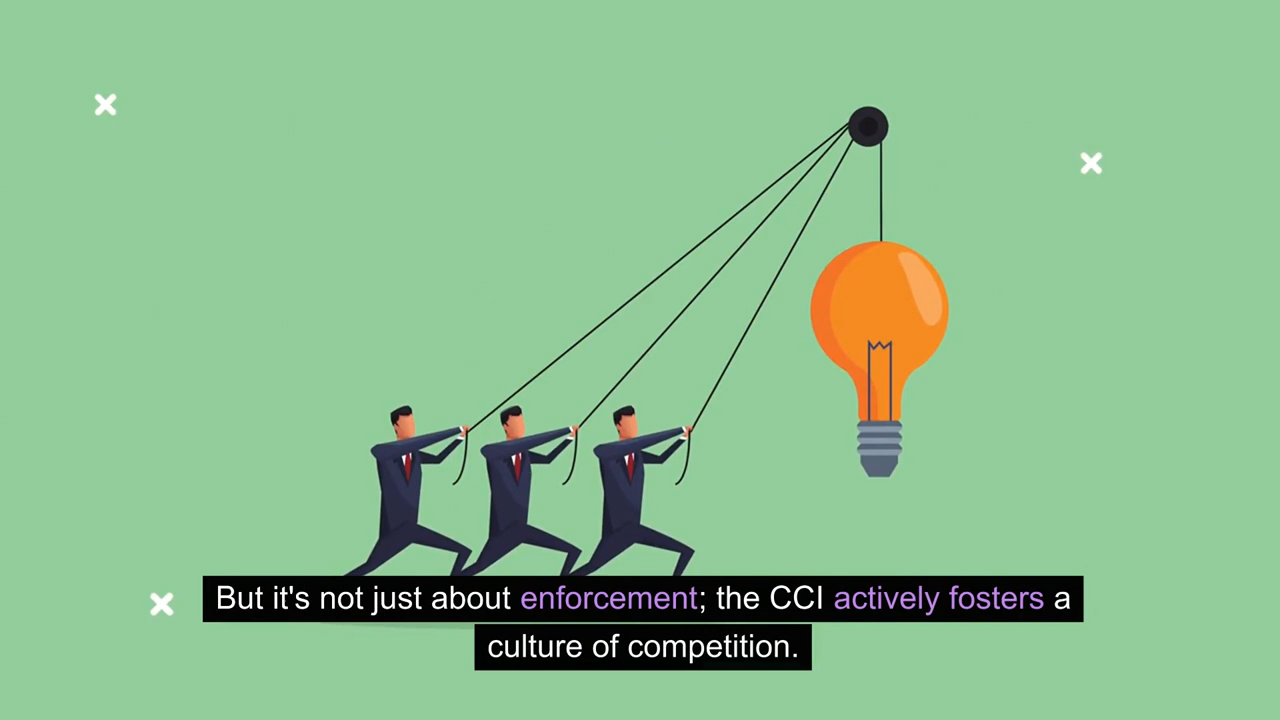 But it's not just about enforcement; the CCI actively fosters a
culture of competition.